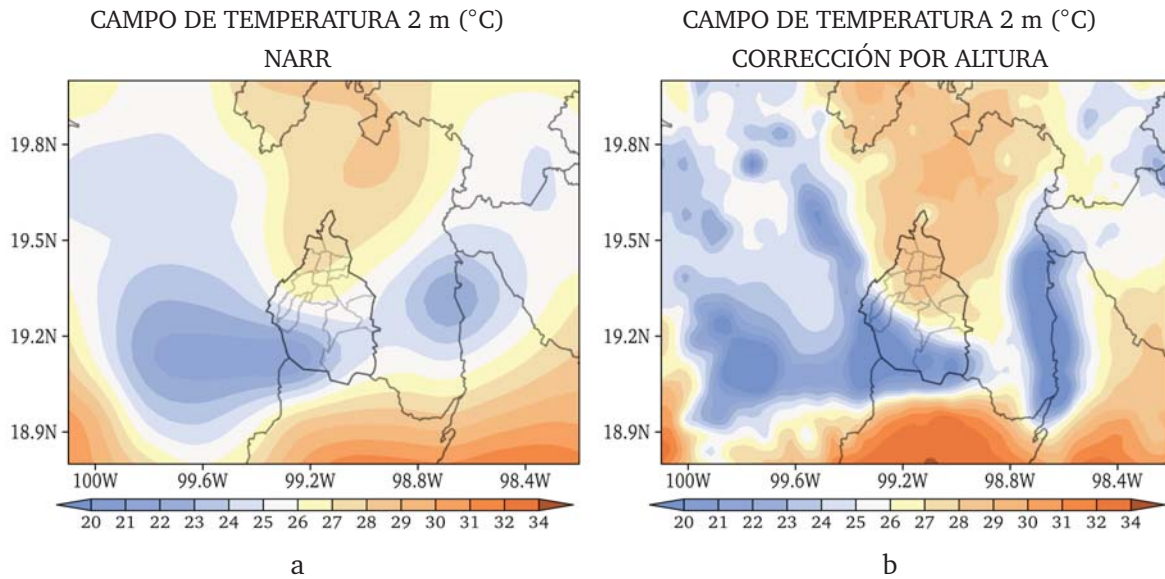 CAMPO DE TEMPERATURA 2 m (°C)
NARR
19.8N
19.5N
19.2N
18.9N
100W 99.6W 99.2W 98.8W 98.4W
20 21 22 23 24 25 26 27 28 29 30 31 32 34
a
CAMPO DE TEMPERATURA 2 m (°C)
CORRECCIÓN POR ALTURA
19.8N
19.5N
19.2N
18.9N
100W 99.6W 99.2W 98.8W 98.4W
20 21 22 23 24 25 26 27 28 29 30 31 32 34
b